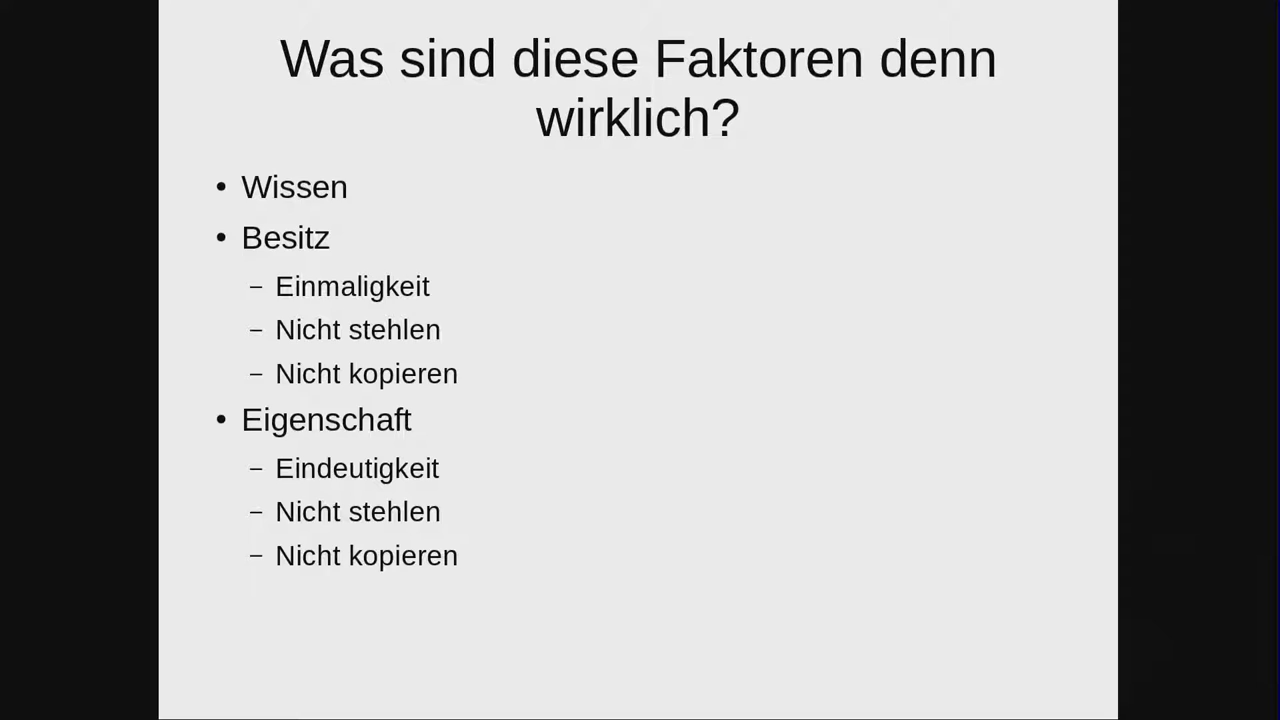 Was sind diese Faktoren denn
wirklich?
• Wissen
• Besitz
– Einmaligkeit
– Nicht stehlen
– Nicht kopieren
• Eigenschaft
– Eindeutigkeit
– Nicht stehlen
– Nicht kopieren